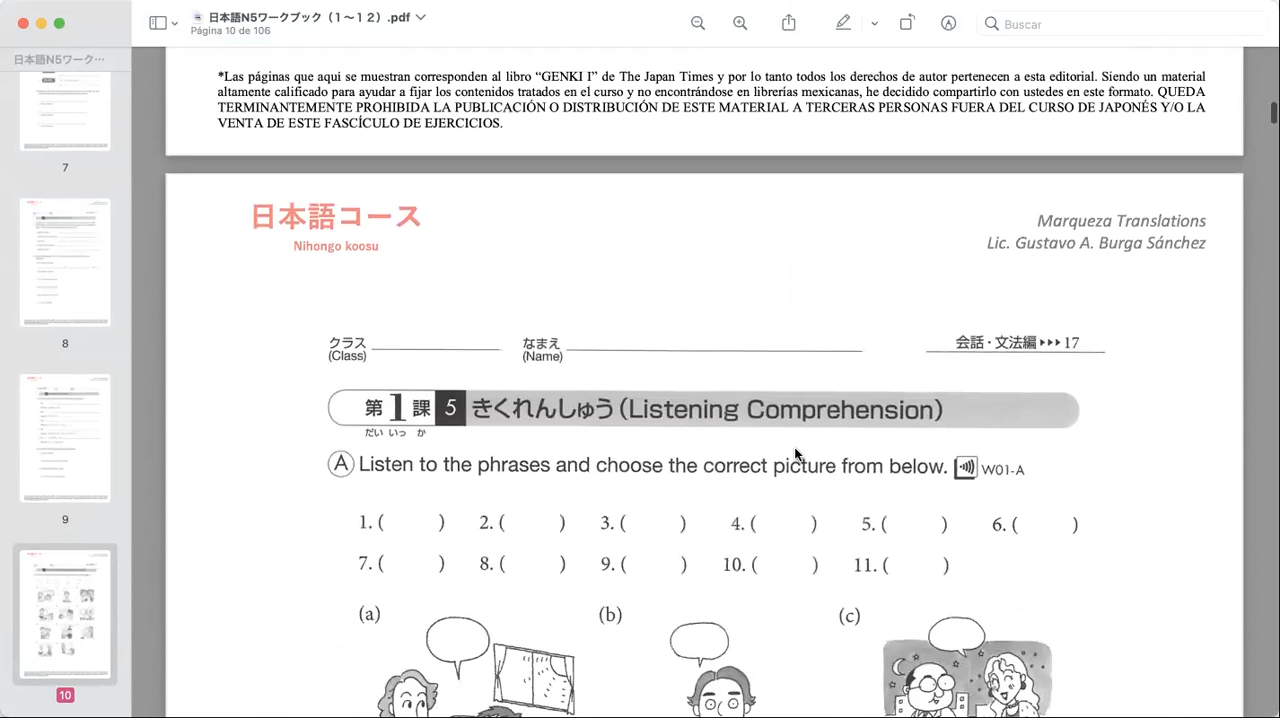 日本語N5ワークブック（1〜12）.pdf
Página 10 de 106
Buscar
日本語N5ワーク…
7
8
9
10
*Las páginas que aquí se muestran corresponden al libro “GENKI I” de The Japan Times y por lo tanto todos los derechos de autor pertenecen a esta editorial. Siendo un material
altamente calificado para ayudar a fijar los contenidos tratados en el curso y no encontrándose en librerías mexicanas, he decidido compartirlo con ustedes en este formato. QUEDA
TERMINANTEMENTE PROHIBIDA LA PUBLICACIÓN O DISTRIBUCIÓN DE ESTE MATERIAL A TERCERAS PERSONAS FUERA DEL CURSO DE JAPONÉS Y/O LA
VENTA DE ESTE FASCÍCULO DE EJERCICIOS.
日本語コース
Nihongo koosu
Marqueza Translations
Lic. Gustavo A. Burga Sánchez
クラス
(Class)
なまえ
(Name)
会話・文法編▸▸▸17
第1課 5 きくれんしゅう (Listening Comprehension)
だい いっ か
Ⓐ Listen to the phrases and choose the correct picture from below. W01-A
1. ( ) 2. ( ) 3. ( ) 4. ( ) 5. ( ) 6. ( )
7. ( ) 8. ( ) 9. ( ) 10. ( ) 11. ( )
(a) (b) (c)